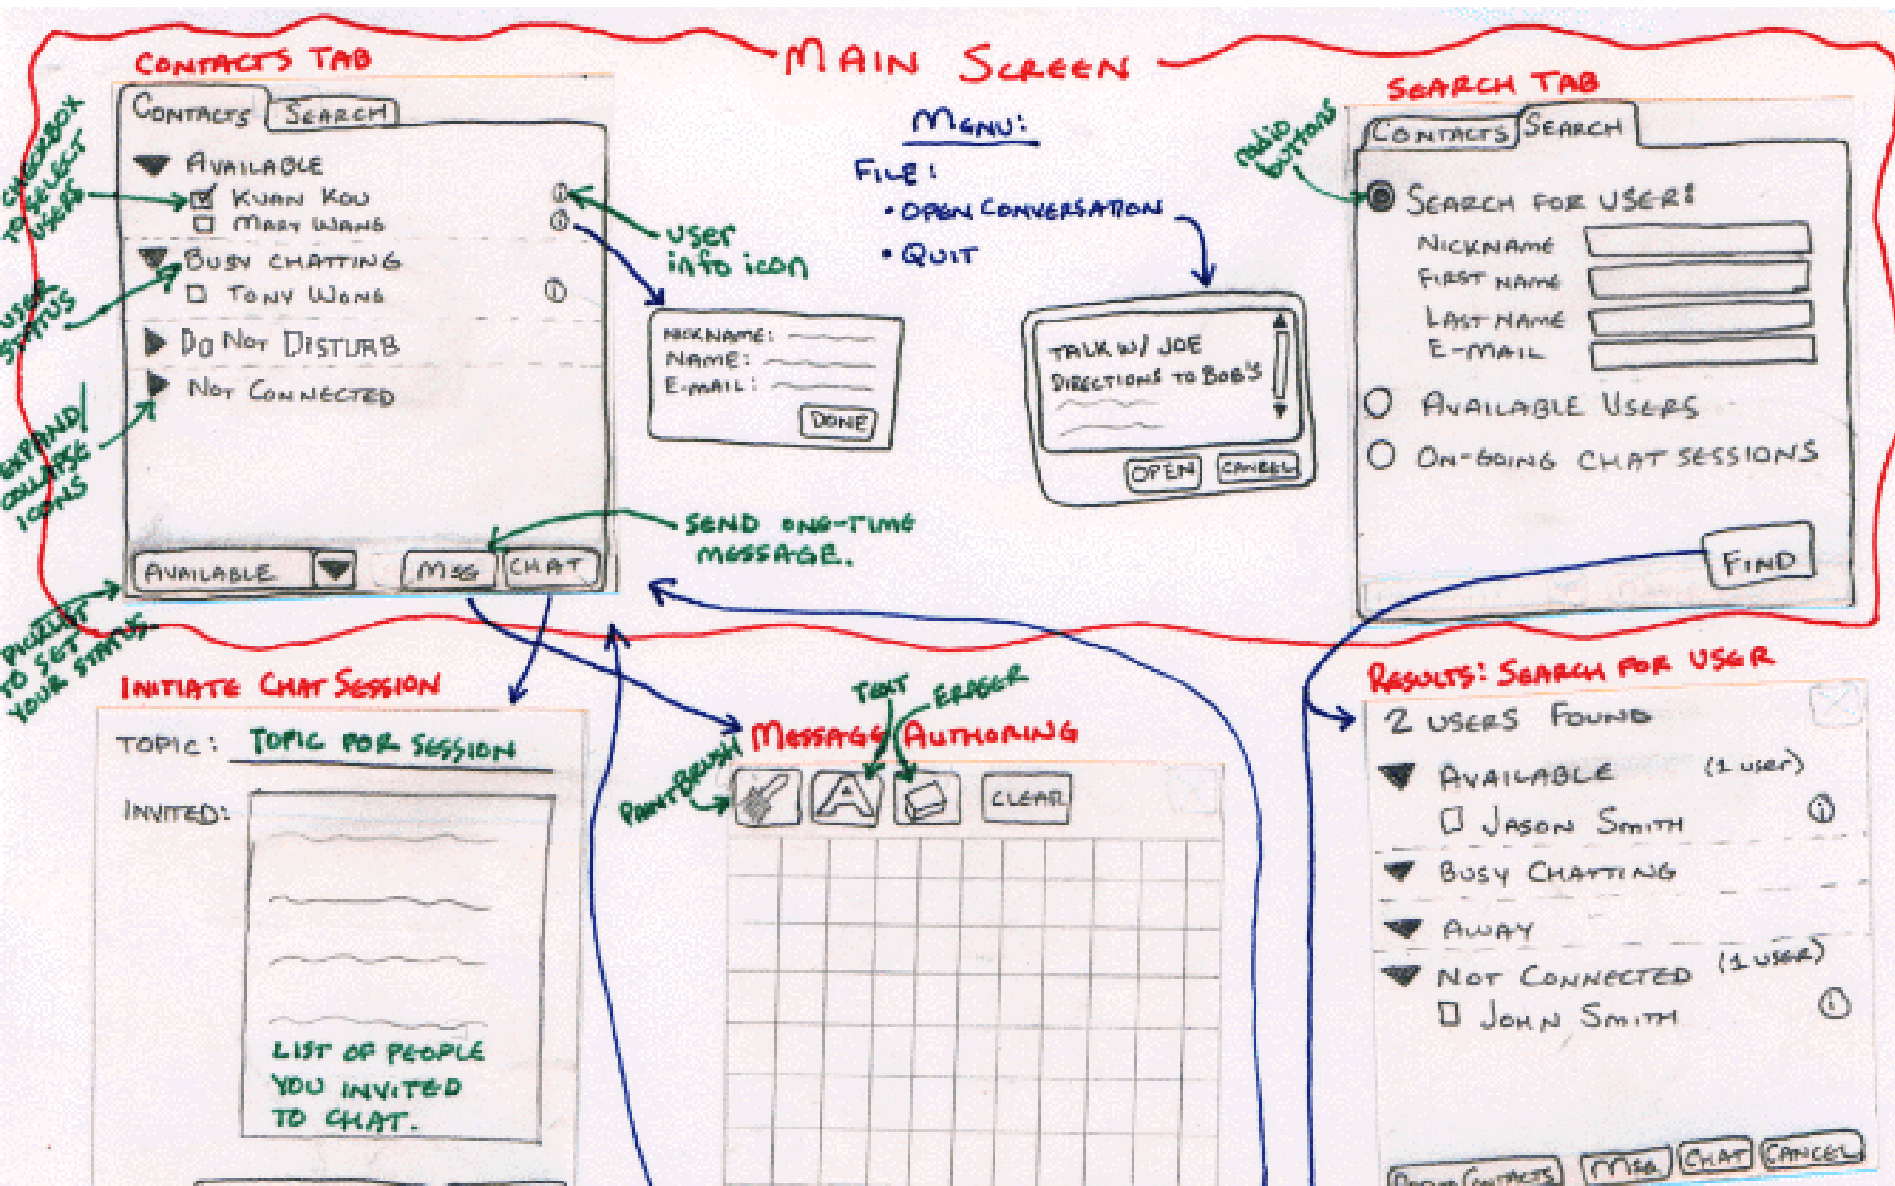 MAIN SCREEN
CONTACTS TAB
CONTACTS SEARCH
AVAILABLE
KUAN KOU
MARY WANG
BUSY CHATTING
TONY WONG
DO NOT DISTURB
NOT CONNECTED
AVAILABLE MSG CHAT
CHECKBOX
TO SELECT
USERS
USER
STATUS
EXPAND/
COLLAPSE
ICONS
PICKLIST
TO SET
YOUR STATUS
user
info icon
SEND ONE-TIME
MESSAGE.
NICKNAME:
NAME:
E-MAIL:
DONE
MENU:
FILE:
• OPEN CONVERSATION
• QUIT
TALK W/ JOE
DIRECTIONS TO BOB'S
OPEN CANCEL
SEARCH TAB
radio
buttons
CONTACTS SEARCH
SEARCH FOR USER:
NICKNAME
FIRST NAME
LAST NAME
E-MAIL
AVAILABLE USERS
ON-GOING CHAT SESSIONS
FIND
INITIATE CHAT SESSION
TOPIC: TOPIC FOR SESSION
INVITED:
LIST OF PEOPLE
YOU INVITED
TO CHAT.
MESSAGE AUTHORING
PAINTBRUSH
TEXT
ERASER
A
CLEAR
RESULTS: SEARCH FOR USER
2 USERS FOUND
AVAILABLE (1 user)
JASON SMITH
BUSY CHATTING
AWAY
NOT CONNECTED (1 USER)
JOHN SMITH
CONTACTS MSG CHAT CANCEL